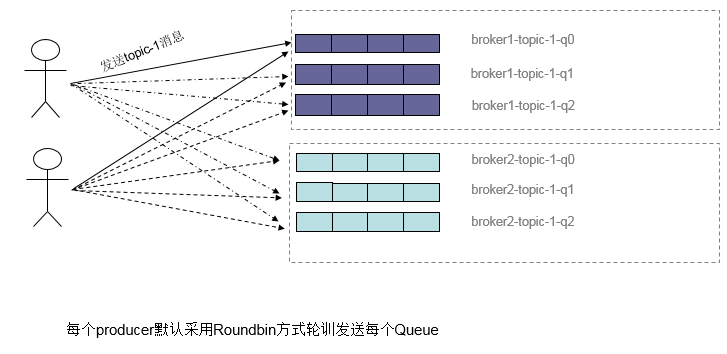 发送topic-1消息
broker1-topic-1-q0
broker1-topic-1-q1
broker1-topic-1-q2
broker2-topic-1-q0
broker2-topic-1-q1
broker2-topic-1-q2
每个producer默认采用Roundbin方式轮训发送每个Queue